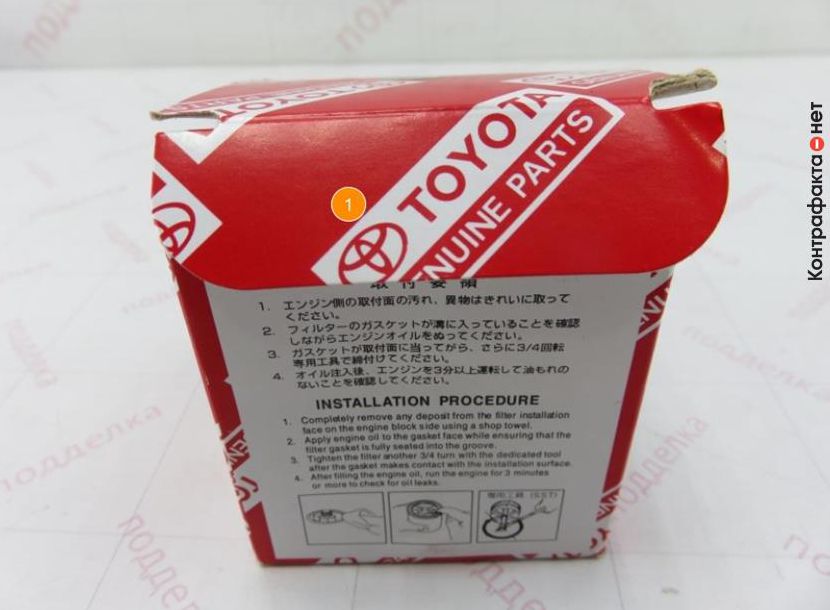 TOYOTA
1
TOYOTA
GENUINE PARTS
取付要領
1. エンジン側の取付面の汚れ、異物はきれいに取って
ください。
2. フィルターのガスケットが溝に入っていることを確認
しながらエンジンオイルをぬってください。
3. ガスケットが取付面に当ってから、さらに3/4回転
専用工具で締付けてください。
4. オイル注入後、エンジンを3分以上運転して油もれの
ないことを確認してください。
INSTALLATION PROCEDURE
1. Completely remove any deposit from the filter installation
face on the engine block side using a shop towel.
2. Apply engine oil to the gasket face while ensuring that the
filter gasket is fully seated into the groove.
3. Tighten the filter another 3/4 turn with the dedicated tool
after the gasket makes contact with the installation surface.
4. After filling the engine oil, run the engine for 3 minutes
or more to check for oil leaks.
専用工具 (SST)
Контрафакта нет
подделка
подделка
подделка